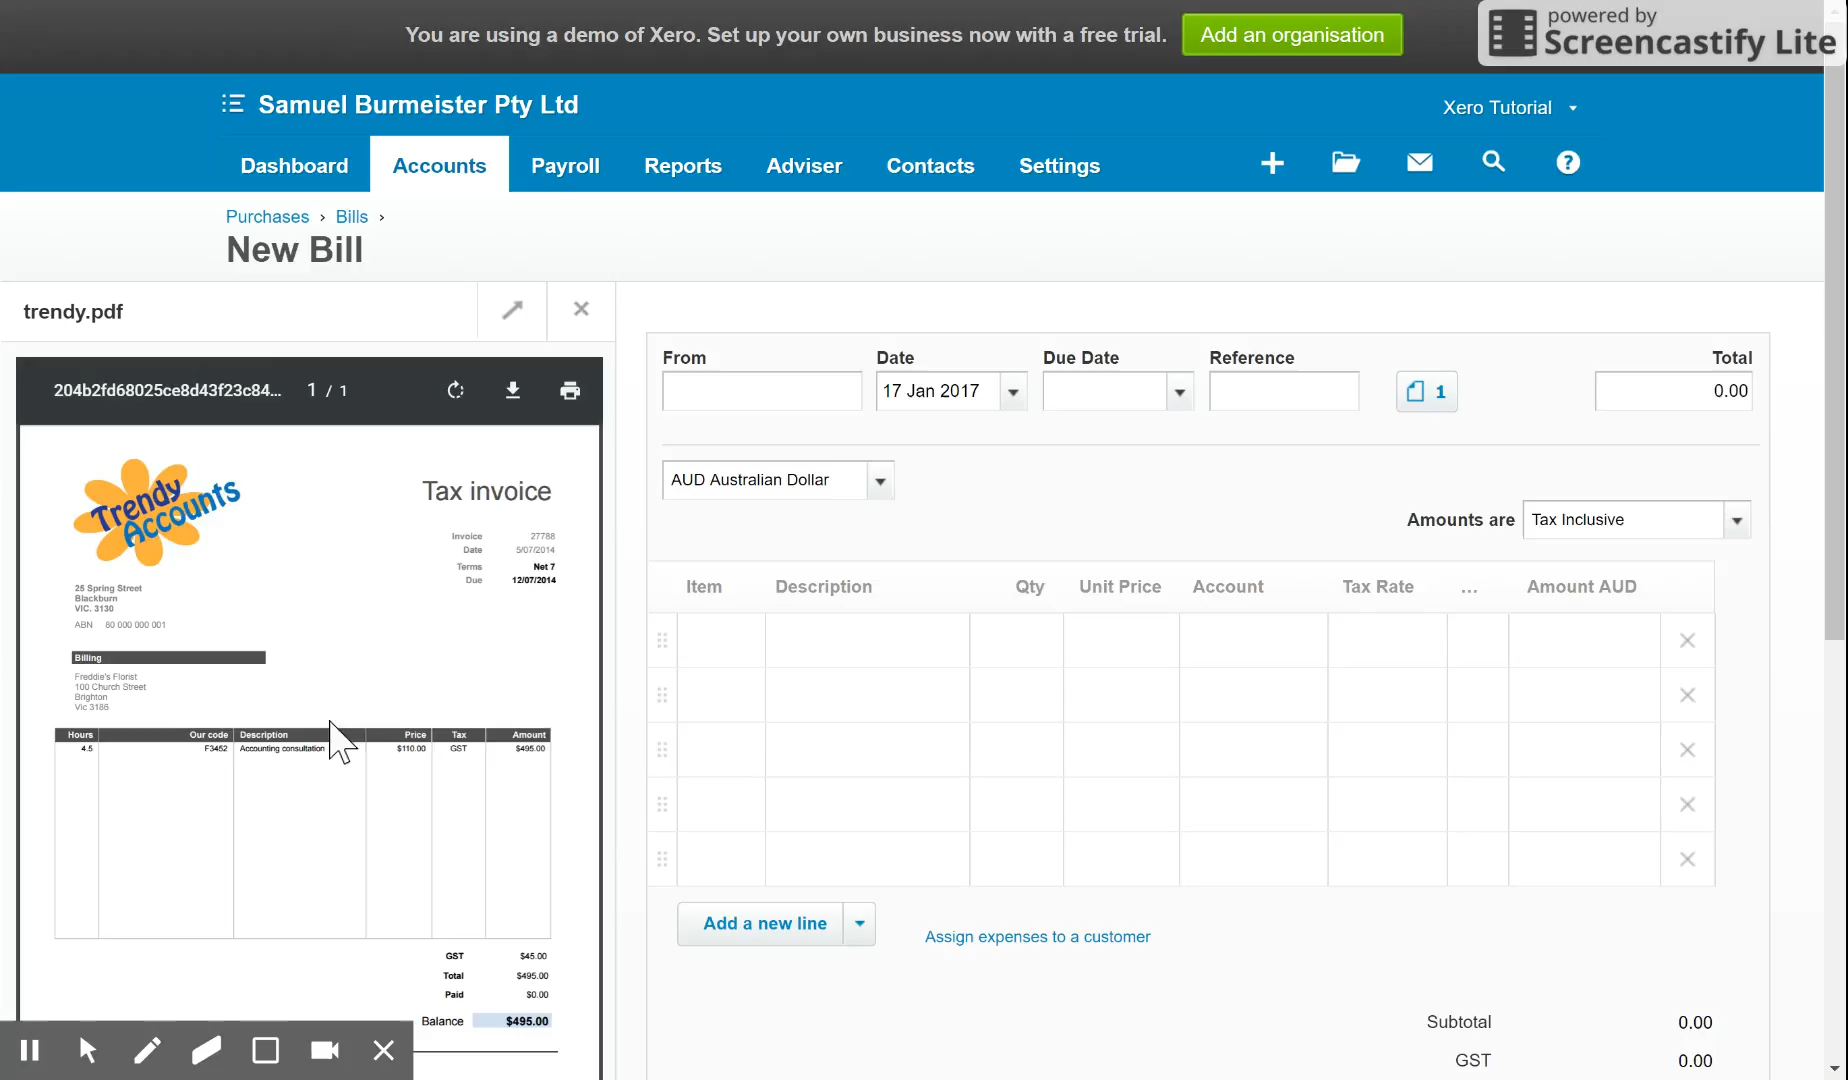 You are using a demo of Xero. Set up your own business now with a free trial.
Add an organisation
powered by
Screencastify Lite
Samuel Burmeister Pty Ltd
Xero Tutorial
Dashboard
Accounts
Payroll
Reports
Adviser
Contacts
Settings
Purchases › Bills ›
New Bill
trendy.pdf
204b2fd68025ce8d43f23c84... 1 / 1
Trendy
Accounts
Tax invoice
Invoice 27788
Date 5/07/2014
Terms Net 7
Due 12/07/2014
25 Spring Street
Blackburn
VIC. 3130
ABN 80 000 000 001
Billing
Freddie's Florist
100 Church Street
Brighton
Vic 3186
Hours Our code Description Price Tax Amount
4.5 F3452 Accounting consultation $110.00 GST $495.00
GST $45.00
Total $495.00
Paid $0.00
Balance $495.00
From Date Due Date Reference Total
17 Jan 2017 1 0.00
AUD Australian Dollar
Amounts are Tax Inclusive
Item Description Qty Unit Price Account Tax Rate ... Amount AUD
Add a new line
Assign expenses to a customer
Subtotal 0.00
GST 0.00